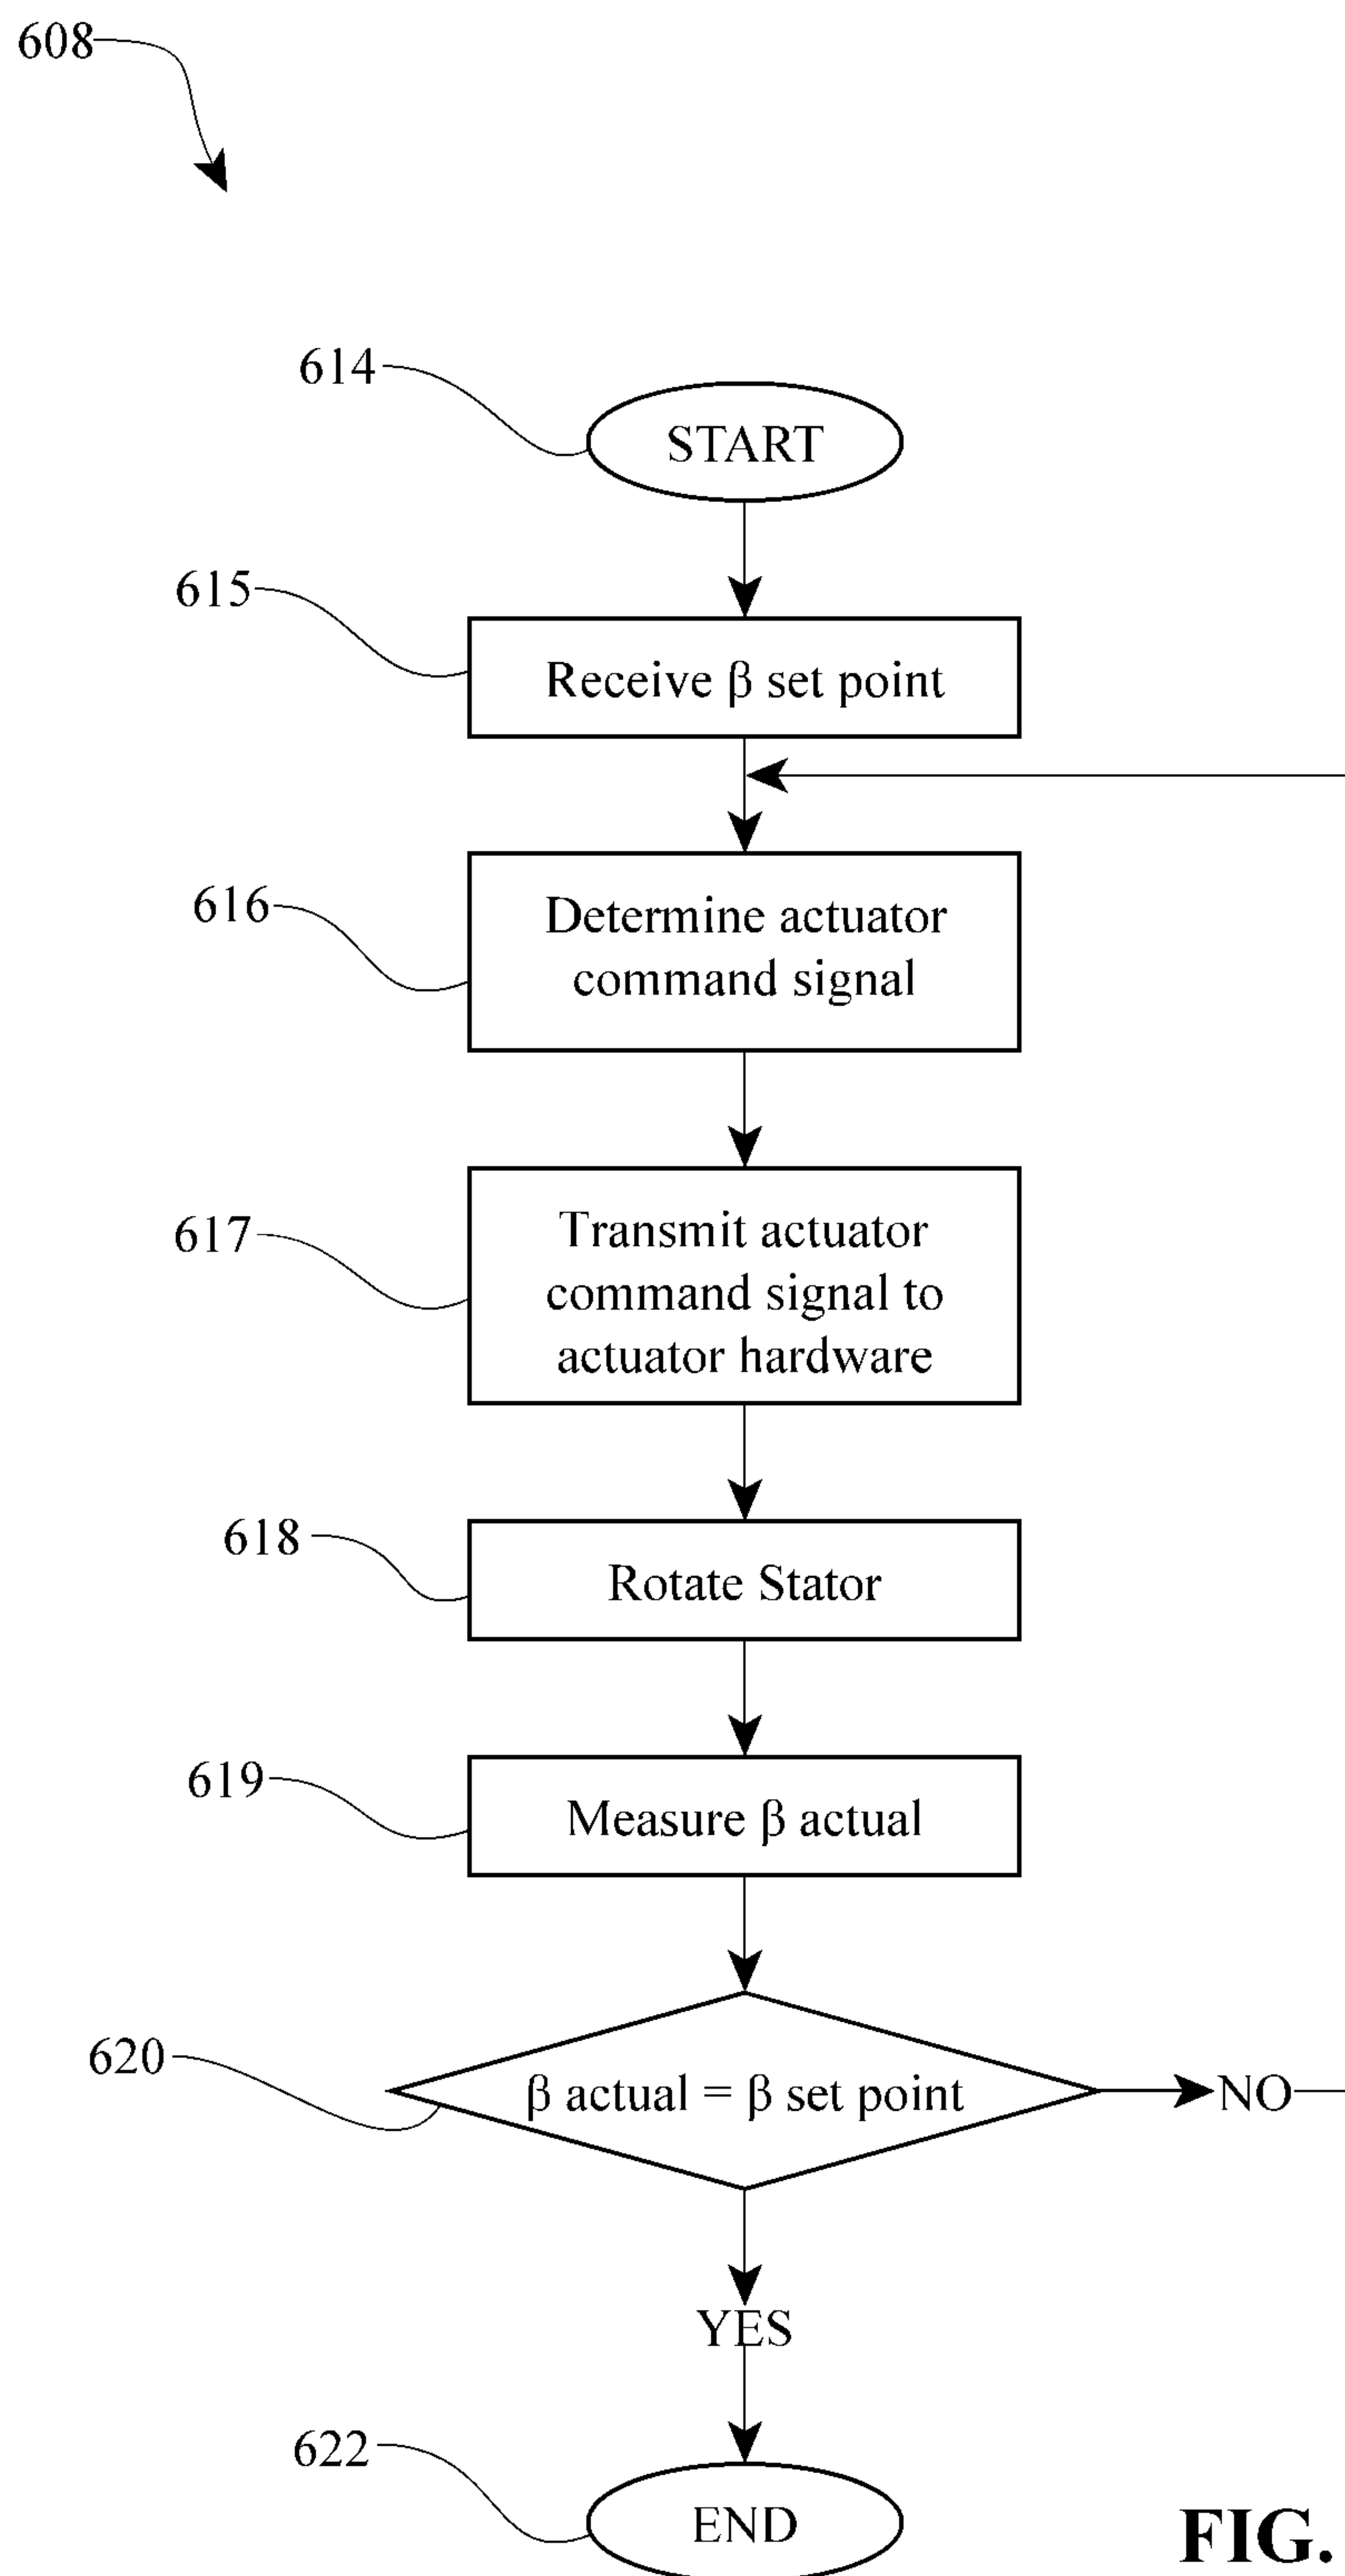 608
614
START
615
Receive β set point
616
Determine actuator
command signal
617
Transmit actuator
command signal to
actuator hardware
618
Rotate Stator
619
Measure β actual
620
β actual = β set point
NO
YES
622
END
FIG.